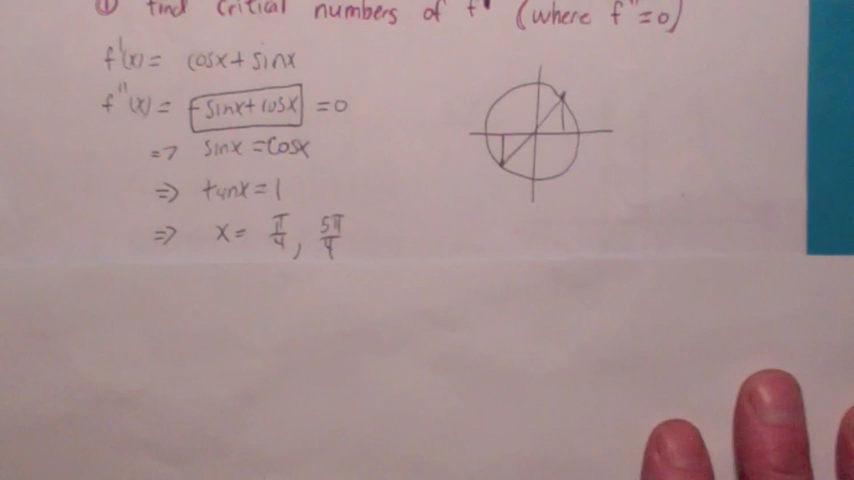 ① find critical numbers of f' (where f''=0)
f'(x) = cosx + sinx
f''(x) = -sinx + cosx = 0
=> sinx = cosx
=> tanx = 1
=> x = π/4, 5π/4